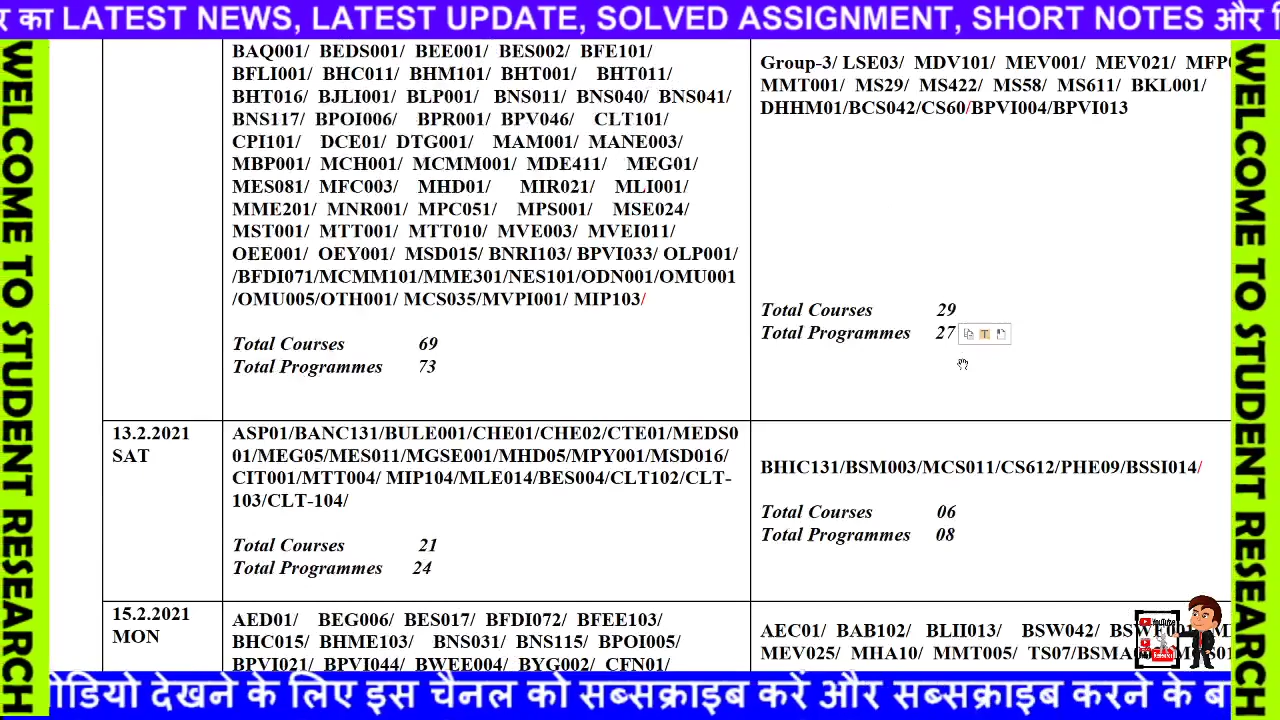 र का LATEST NEWS, LATEST UPDATE, SOLVED ASSIGNMENT, SHORT NOTES और
WELCOME TO STUDENT RESEARCH
BAQ001/ BEDS001/ BEE001/ BES002/ BFE101/
BFLI001/ BHC011/ BHM101/ BHT001/ BHT011/
BHT016/ BJLI001/ BLP001/ BNS011/ BNS040/ BNS041/
BNS117/ BPOI006/ BPR001/ BPV046/ CLT101/
CPI101/ DCE01/ DTG001/ MAM001/ MANE003/
MBP001/ MCH001/ MCMM001/ MDE411/ MEG01/
MES081/ MFC003/ MHD01/ MIR021/ MLI001/
MME201/ MNR001/ MPC051/ MPS001/ MSE024/
MST001/ MTT001/ MTT010/ MVE003/ MVEI011/
OEE001/ OEY001/ MSD015/ BNRI103/ BPVI033/ OLP001/
/BFDI071/MCMM101/MME301/NES101/ODN001/OMU001
/OMU005/OTH001/ MCS035/MVPI001/ MIP103/
Total Courses 69
Total Programmes 73
Group-3/ LSE03/ MDV101/ MEV001/ MEV021/
MMT001/ MS29/ MS422/ MS58/ MS611/ BKL001/
DHHM01/BCS042/CS60/BPVI004/BPVI013
Total Courses 29
Total Programmes 27
13.2.2021
SAT
ASP01/BANC131/BULE001/CHE01/CHE02/CTE01/MEDS0
01/MEG05/MES011/MGSE001/MHD05/MPY001/MSD016/
CIT001/MTT004/ MIP104/MLE014/BES004/CLT102/CLT-
103/CLT-104/
Total Courses 21
Total Programmes 24
BHIC131/BSM003/MCS011/CS612/PHE09/BSSI014/
Total Courses 06
Total Programmes 08
15.2.2021
MON
AED01/ BEG006/ BES017/ BFDI072/ BFEE103/
BHC015/ BHME103/ BNS031/ BNS115/ BPOI005/
BPVI021/ BPVI044/ BWEE004/ BYG002/ CFN01/
AEC01/ BAB102/ BLII013/ BSW042/
MEV025/ MHA10/ MMT005/ TS07/
YouTube
WELCOME TO STUDENT RESEARCH
देखने के लिए इस चैनल को सब्सक्राइब करें और सब्सक्राइब करने के